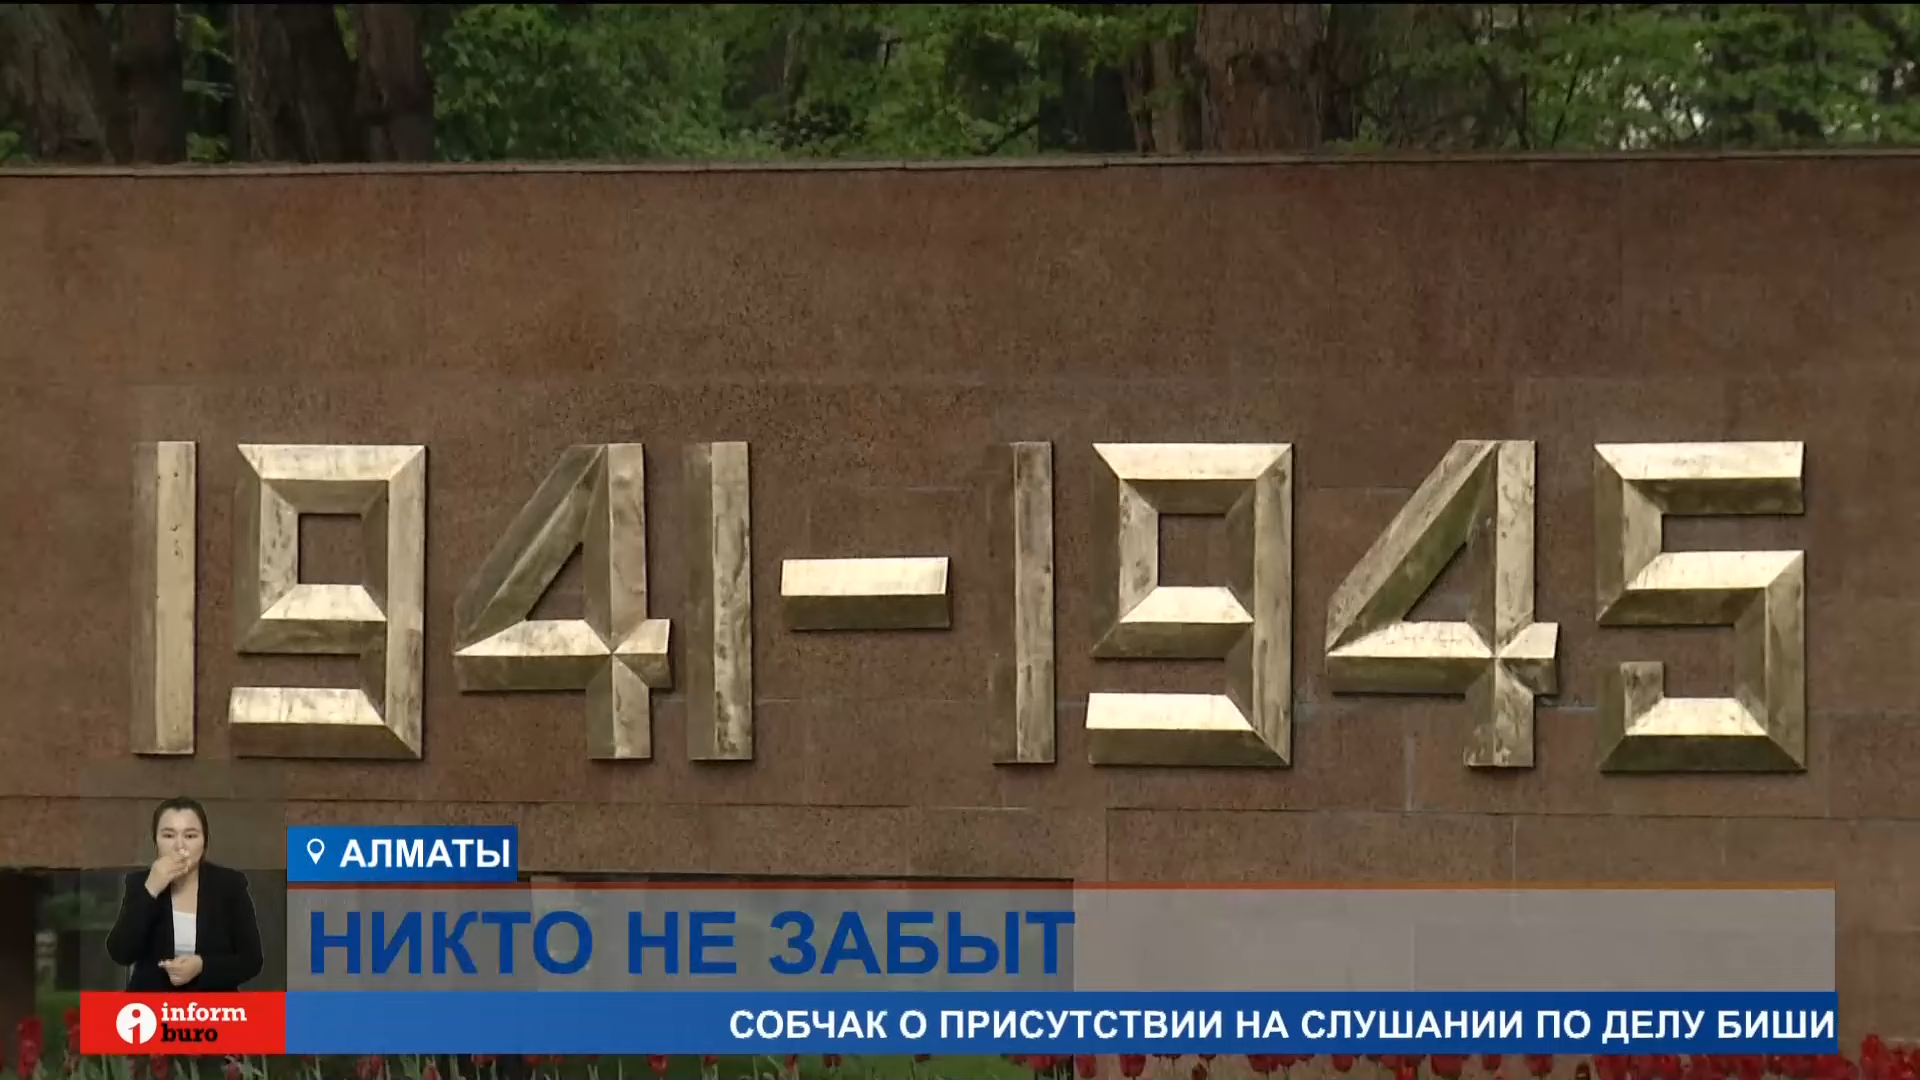 1941-1945
АЛМАТЫ
НИКТО НЕ ЗАБЫТ
inform
buro
СОБЧАК О ПРИСУТСТВИИ НА СЛУШАНИИ ПО ДЕЛУ БИШИ